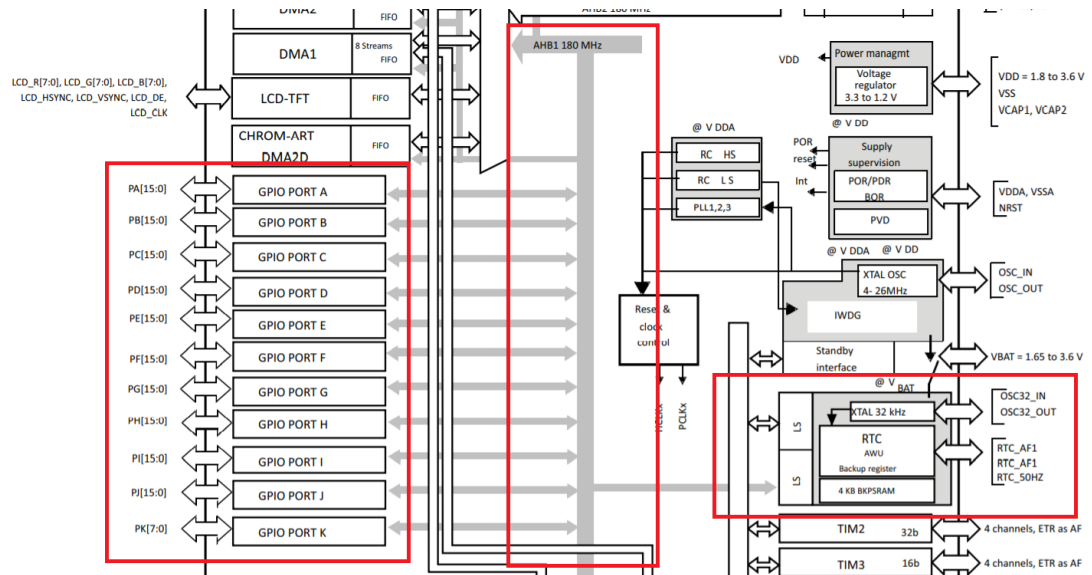 DMA2
FIFO
AHB2 180 MHz
DMA1
8 Streams
FIFO
AHB1 180 MHz
LCD_R[7:0], LCD_G[7:0], LCD_B[7:0],
LCD_HSYNC, LCD_VSYNC, LCD_DE,
LCD_CLK
LCD-TFT
FIFO
CHROM-ART
DMA2D
FIFO
PA[15:0]
GPIO PORT A
PB[15:0]
GPIO PORT B
PC[15:0]
GPIO PORT C
PD[15:0]
GPIO PORT D
PE[15:0]
GPIO PORT E
PF[15:0]
GPIO PORT F
PG[15:0]
GPIO PORT G
PH[15:0]
GPIO PORT H
PI[15:0]
GPIO PORT I
PJ[15:0]
GPIO PORT J
PK[7:0]
GPIO PORT K
@ V DDA
RC HS
RC L S
PLL1,2,3
Reset &
clock
control
HCLKx
PCLKx
VDD
Power managmt
Voltage
regulator
3.3 to 1.2 V
VDD = 1.8 to 3.6 V
VSS
VCAP1, VCAP2
@ V DD
POR
reset
Int
Supply
supervision
POR/PDR
BOR
PVD
VDDA, VSSA
NRST
@ V DDA
@ V DD
XTAL OSC
4- 26MHz
OSC_IN
OSC_OUT
IWDG
Standby
interface
VBAT = 1.65 to 3.6 V
@ V BAT
LS
LS
XTAL 32 kHz
OSC32_IN
OSC32_OUT
RTC
AWU
Backup register
RTC_AF1
RTC_AF1
RTC_50HZ
4 KB BKPSRAM
TIM2
32b
4 channels, ETR as AF
TIM3
16b
4 channels, ETR as AF